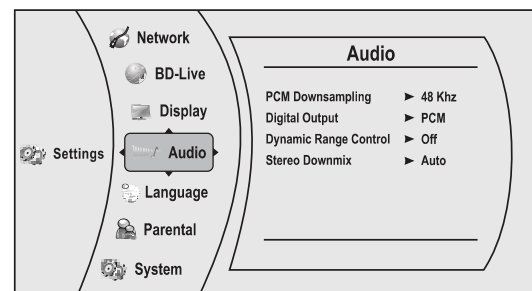 Settings
Network
BD-Live
Display
Audio
Language
Parental
System
Audio
PCM Downsampling ► 48 Khz
Digital Output ► PCM
Dynamic Range Control ► Off
Stereo Downmix ► Auto